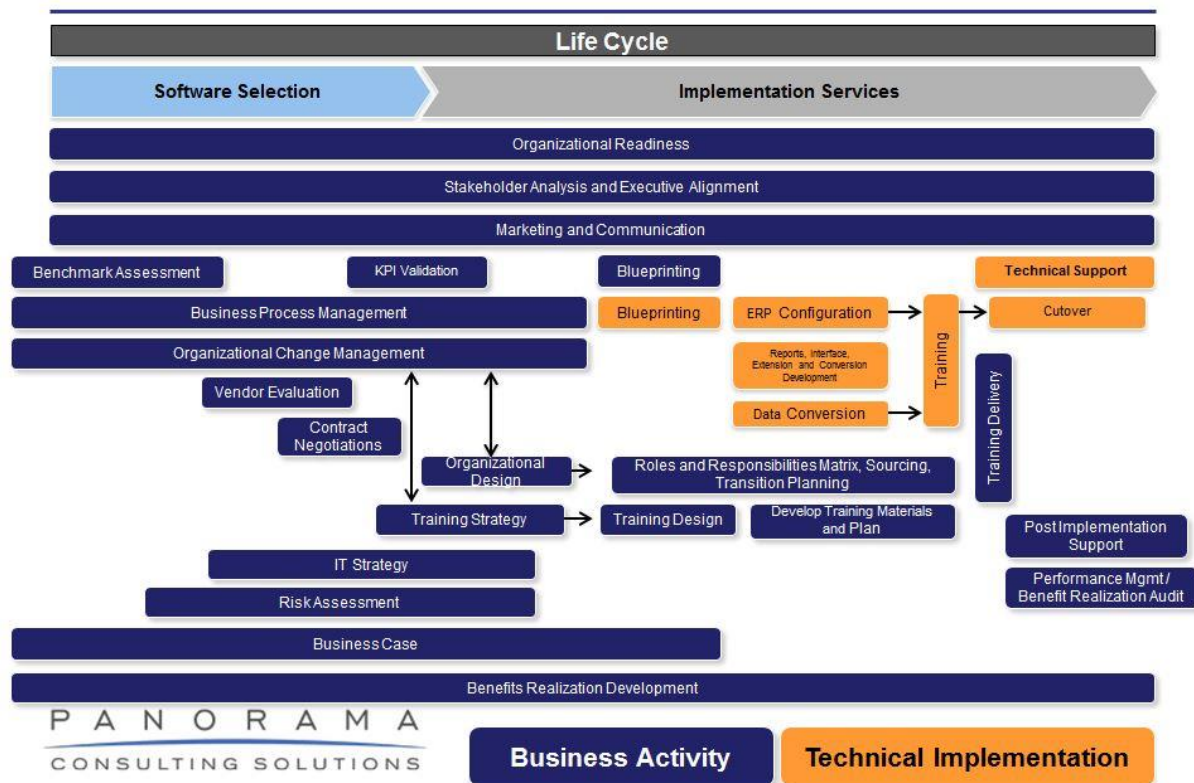 Life Cycle
Software Selection
Implementation Services
Organizational Readiness
Stakeholder Analysis and Executive Alignment
Marketing and Communication
Benchmark Assessment
KPI Validation
Blueprinting
Technical Support
Business Process Management
Blueprinting
ERP Configuration
Training
Cutover
Organizational Change Management
Reports, Interface,
Extension and Conversion
Development
Vendor Evaluation
Data Conversion
Training Delivery
Contract
Negotiations
Organizational
Design
Roles and Responsibilities Matrix, Sourcing,
Transition Planning
Training Strategy
Training Design
Develop Training Materials
and Plan
Post Implementation
Support
IT Strategy
Performance Mgmt /
Benefit Realization Audit
Risk Assessment
Business Case
Benefits Realization Development
PANORAMA
CONSULTING SOLUTIONS
Business Activity
Technical Implementation